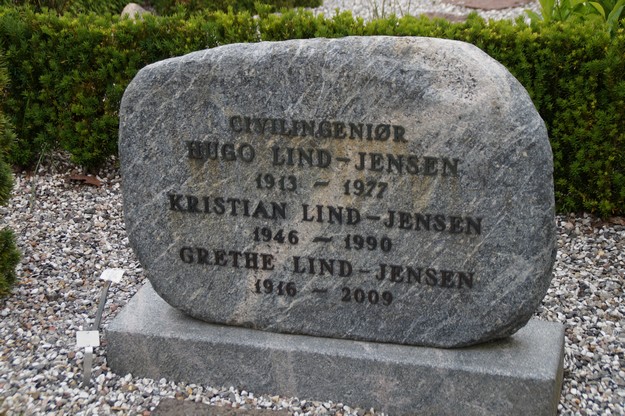 CIVILINGENIØR
HUGO LIND-JENSEN
1913 - 1977
KRISTIAN LIND-JENSEN
1946 - 1990
GRETHE LIND-JENSEN
1916 - 2009